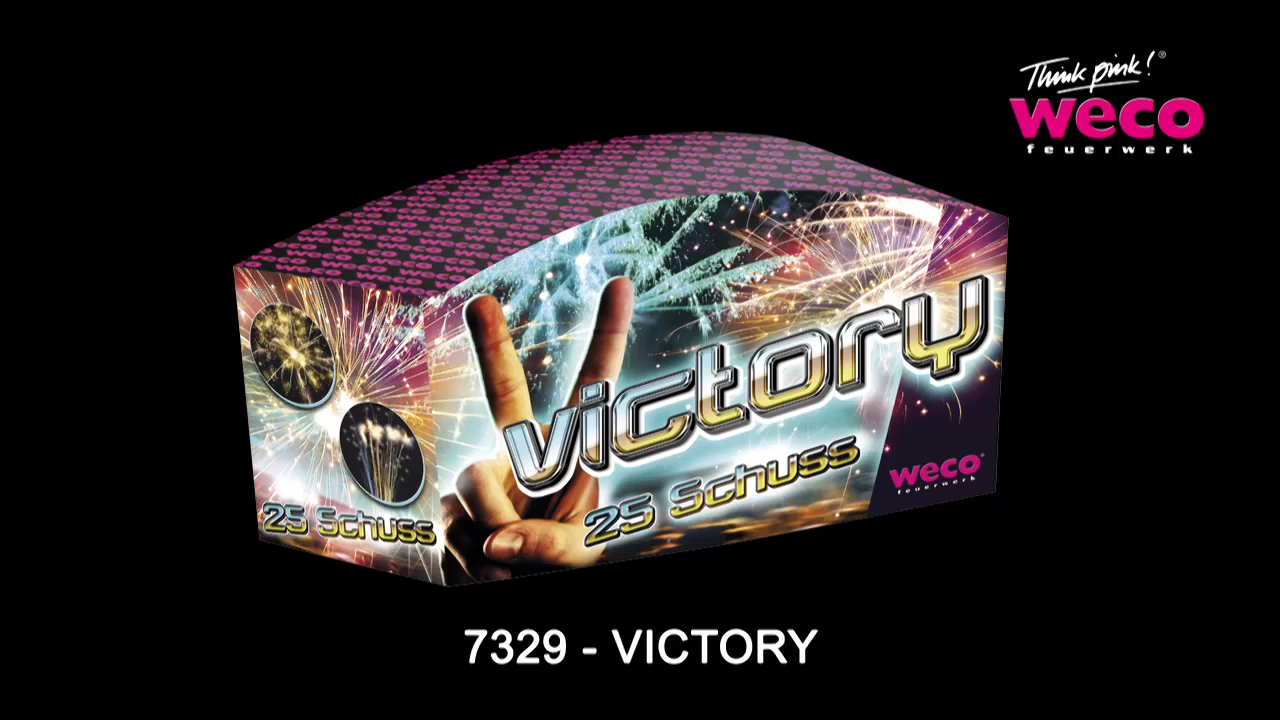 Think pink!®
weco
feuerwerk
victory
25 Schuss
weco®
feuerwerk
25 Schuss
7329 - VICTORY